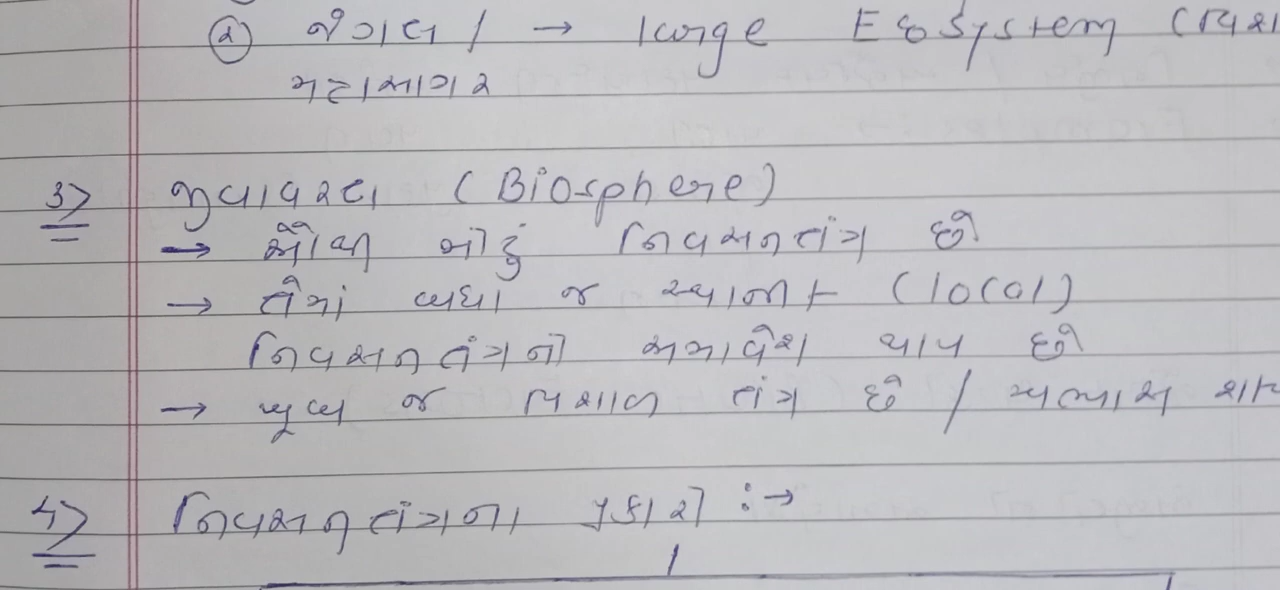 ② જંગલ / → large Ecosystem (વિશા
મહાસાગર
3> જીવાવરણ (Biosphere)
→ સૌથી મોટું નિવસનતંત્ર છે
→ તેમાં બધા જ સ્થાનિક (local)
નિવસનતંત્રનો સમાવેશ થાય છે
→ ખુબ જ વિશાળ તંત્ર છે / અભ્યાસ
4> નિવસનતંત્રના પ્રકારો :→